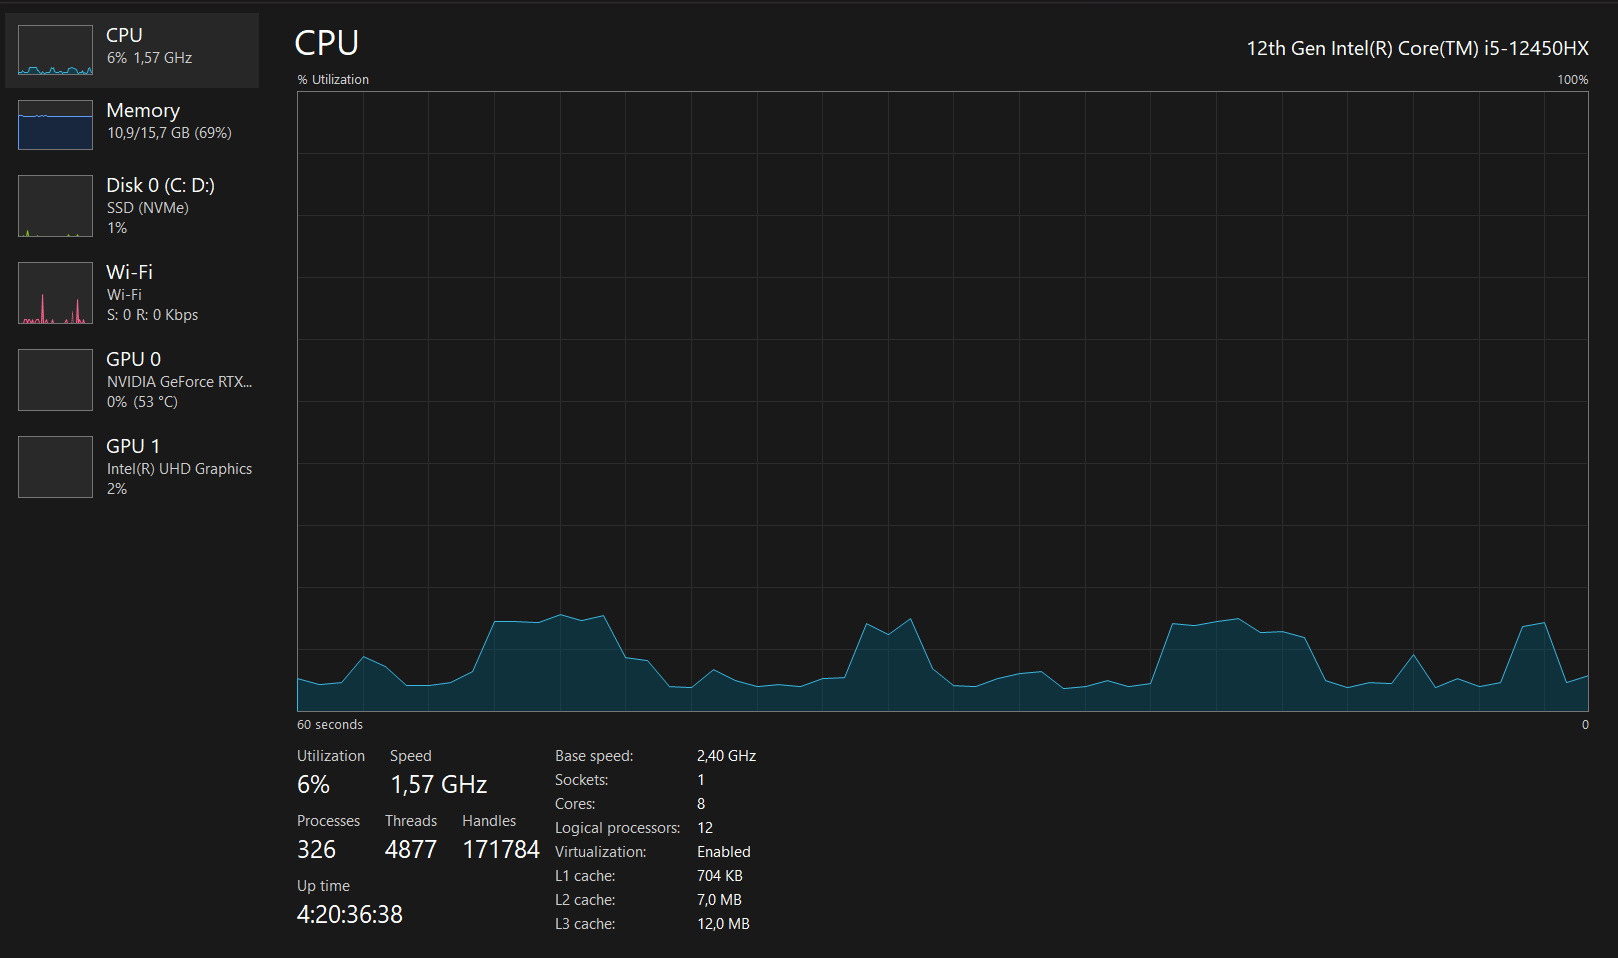 CPU
6% 1,57 GHz
Memory
10,9/15,7 GB (69%)
Disk 0 (C: D:)
SSD (NVMe)
1%
Wi-Fi
Wi-Fi
S: 0 R: 0 Kbps
GPU 0
NVIDIA GeForce RTX...
0% (53 °C)
GPU 1
Intel(R) UHD Graphics
2%
CPU
12th Gen Intel(R) Core(TM) i5-12450HX
% Utilization
100%
60 seconds
0
Utilization
Speed
6%
1,57 GHz
Processes
Threads
Handles
326
4877
171784
Up time
4:20:36:38
Base speed: 2,40 GHz
Sockets: 1
Cores: 8
Logical processors: 12
Virtualization: Enabled
L1 cache: 704 KB
L2 cache: 7,0 MB
L3 cache: 12,0 MB